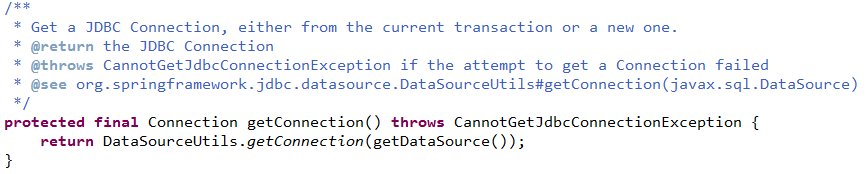 /**
 * Get a JDBC Connection, either from the current transaction or a new one.
 * @return the JDBC Connection
 * @throws CannotGetJdbcConnectionException if the attempt to get a Connection failed
 * @see org.springframework.jdbc.datasource.DataSourceUtils#getConnection(javax.sql.DataSource)
 */
protected final Connection getConnection() throws CannotGetJdbcConnectionException {
    return DataSourceUtils.getConnection(getDataSource());
}